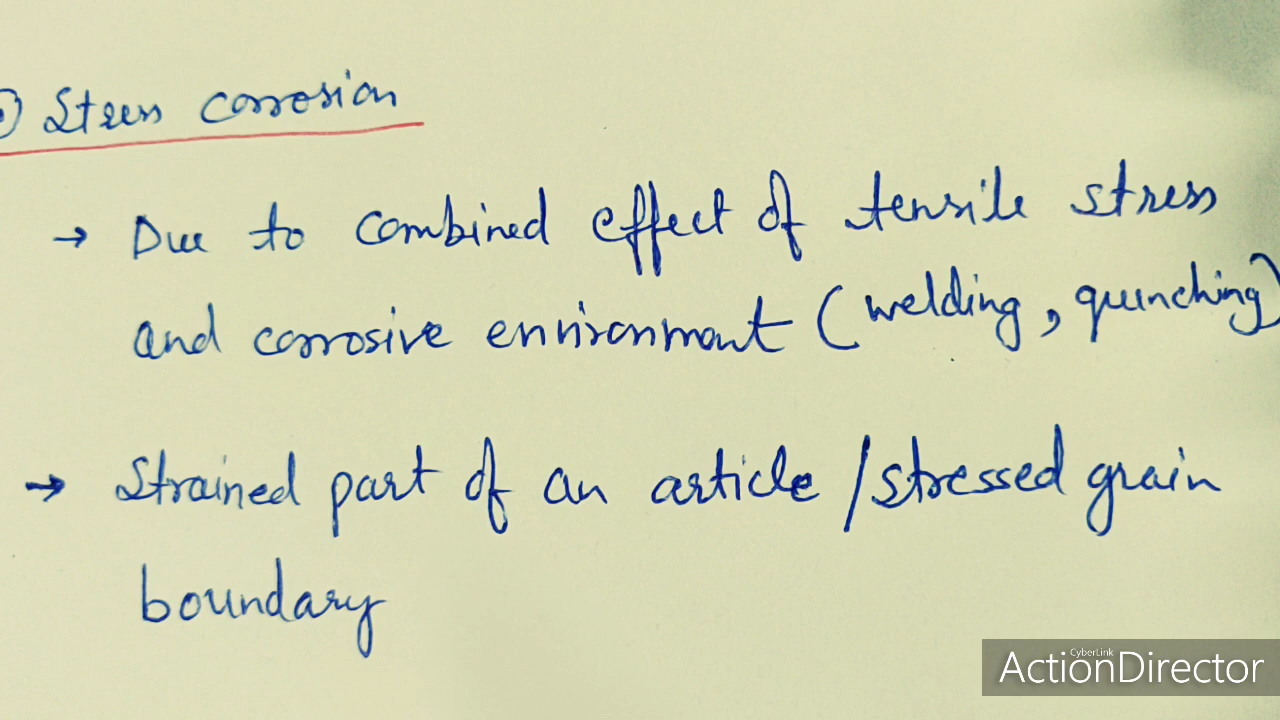 ) Stress corrosion
→ Due to combined effect of tensile stress
and corrosive environment (welding, quenching)
→ Strained part of an article / stressed grain
boundary
CyberLink
ActionDirector